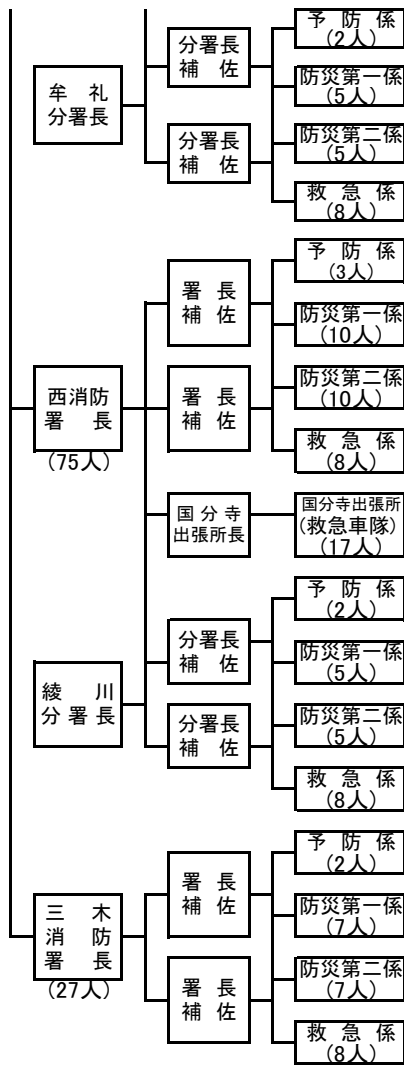 予防係
(2人)
分署長
補佐
防災第一係
(5人)
牟礼
分署長
分署長
補佐
防災第二係
(5人)
救急係
(8人)
予防係
(3人)
署長
補佐
防災第一係
(10人)
西消防
署長
(75人)
署長
補佐
防災第二係
(10人)
救急係
(8人)
国分寺
出張所長
国分寺出張所
(救急車隊)
(17人)
予防係
(2人)
分署長
補佐
防災第一係
(5人)
綾川
分署長
分署長
補佐
防災第二係
(5人)
救急係
(8人)
予防係
(2人)
署長
補佐
防災第一係
(7人)
三木
消防
署長
(27人)
署長
補佐
防災第二係
(7人)
救急係
(8人)